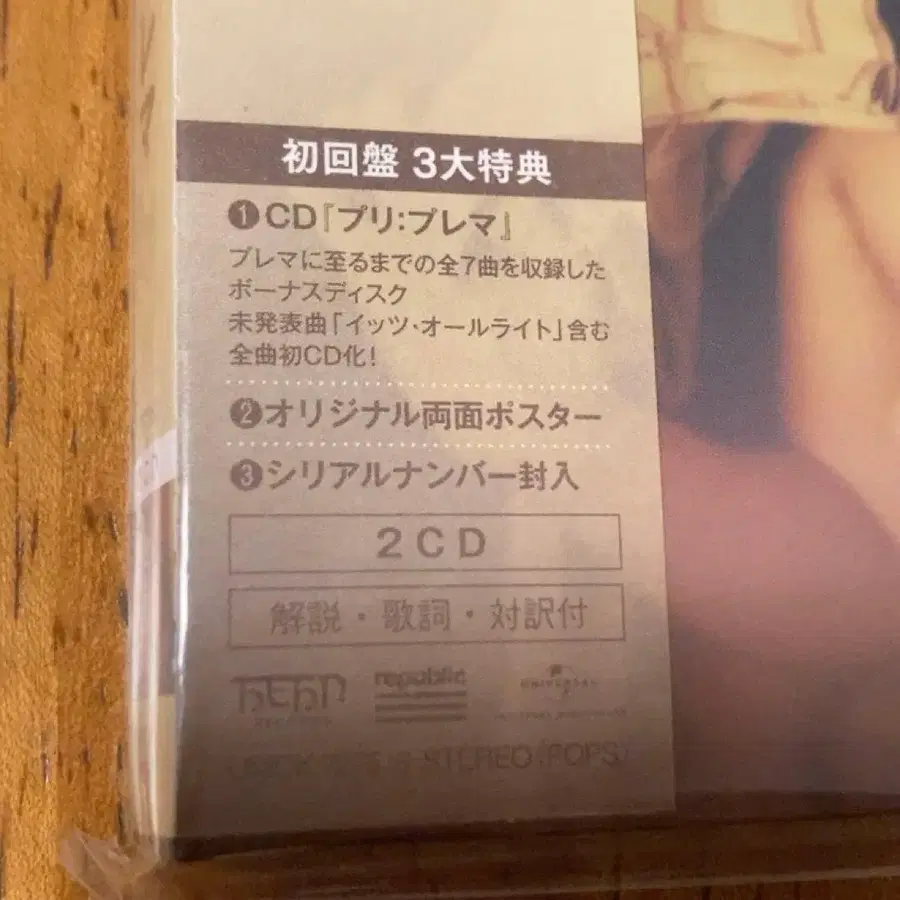 初回盤 3大特典
❶CD『プリ:プレマ』
プレマに至るまでの全7曲を収録した
ボーナスディスク
未発表曲「イッツ・オールライト」含む
全曲初CD化!
❷オリジナル両面ポスター
❸シリアルナンバー封入
2CD
解説・歌詞・対訳付
republic
RECORDS
UNIVERSAL
STEREO (POPS)